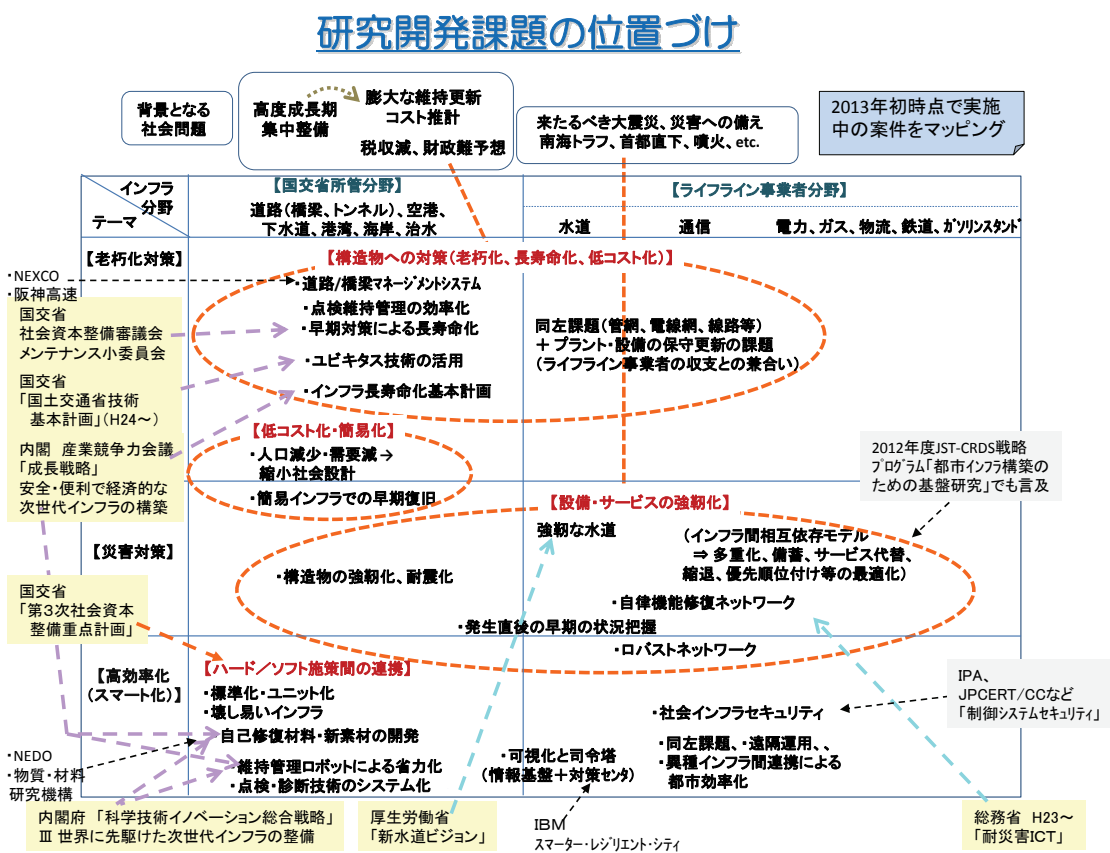 研究開発課題の位置づけ
背景となる
社会問題
高度成長期
集中整備
膨大な維持更新
コスト推計
税収減、財政難予想
来たるべき大震災、災害への備え
南海トラフ、首都直下、噴火、etc.
2013年初時点で実施
中の案件をマッピング
インフラ
分野
テーマ
【国交省所管分野】
道路(橋梁、トンネル)、空港、
下水道、港湾、海岸、治水
【ライフライン事業者分野】
水道
通信
電力、ガス、物流、鉄道、ガソリンスタンド
【老朽化対策】
【構造物への対策(老朽化、長寿命化、低コスト化)】
・道路/橋梁マネージメントシステム
・点検維持管理の効率化
・早期対策による長寿命化
・ユビキタス技術の活用
・インフラ長寿命化基本計画
同左課題(管網、電線網、線路等)
+ プラント・設備の保守更新の課題
(ライフライン事業者の収支との兼合い)
・NEXCO
・阪神高速
国交省
社会資本整備審議会
メンテナンス小委員会
国交省
「国土交通省技術
基本計画」(H24～)
内閣 産業競争力会議
「成長戦略」
安全・便利で経済的な
次世代インフラの構築
【低コスト化・簡易化】
・人口減少・需要減→
縮小社会設計
・簡易インフラでの早期復旧
2012年度JST-CRDS戦略
プログラム「都市インフラ構築の
ための基盤研究」でも言及
【災害対策】
【設備・サービスの強靭化】
強靭な水道
(インフラ間相互依存モデル
⇒ 多重化、備蓄、サービス代替、
縮退、優先順位付け等の最適化)
・構造物の強靭化、耐震化
・自律機能修復ネットワーク
・発生直後の早期の状況把握
・ロバストネットワーク
国交省
「第3次社会資本
整備重点計画」
【高効率化
(スマート化)】
【ハード/ソフト施策間の連携】
・標準化・ユニット化
・壊し易いインフラ
自己修復材料・新素材の開発
・維持管理ロボットによる省力化
・点検・診断技術のシステム化
・可視化と司令塔
(情報基盤+対策センタ)
・社会インフラセキュリティ
・同左課題、・遠隔運用、、
・異種インフラ間連携による
都市効率化
IPA、
JPCERT/CCなど
「制御システムセキュリティ」
・NEDO
・物質・材料
研究機構
内閣府 「科学技術イノベーション総合戦略」
Ⅲ 世界に先駆けた次世代インフラの整備
厚生労働省
「新水道ビジョン」
IBM
スマーター・レジリエント・シティ
総務省 H23～
「耐災害ICT」